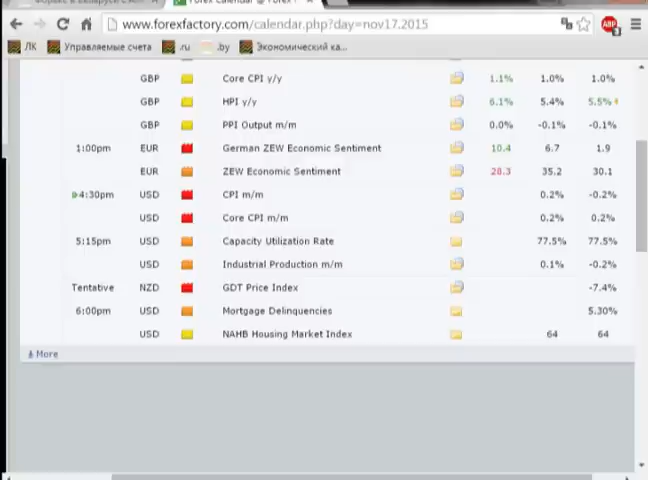 www.forexfactory.com/calendar.php?day=nov17.2015
ЛК Управляемые счета .ru .by Экономический ка...
GBP Core CPI y/y 1.1% 1.0% 1.0%
GBP HPI y/y 6.1% 5.4% 5.5%
GBP PPI Output m/m 0.0% -0.1% -0.1%
1:00pm EUR German ZEW Economic Sentiment 10.4 6.7 1.9
EUR ZEW Economic Sentiment 28.3 35.2 30.1
4:30pm USD CPI m/m 0.2% -0.2%
USD Core CPI m/m 0.2% 0.2%
5:15pm USD Capacity Utilization Rate 77.5% 77.5%
USD Industrial Production m/m 0.1% -0.2%
Tentative NZD GDT Price Index -7.4%
6:00pm USD Mortgage Delinquencies 5.30%
USD NAHB Housing Market Index 64 64
More